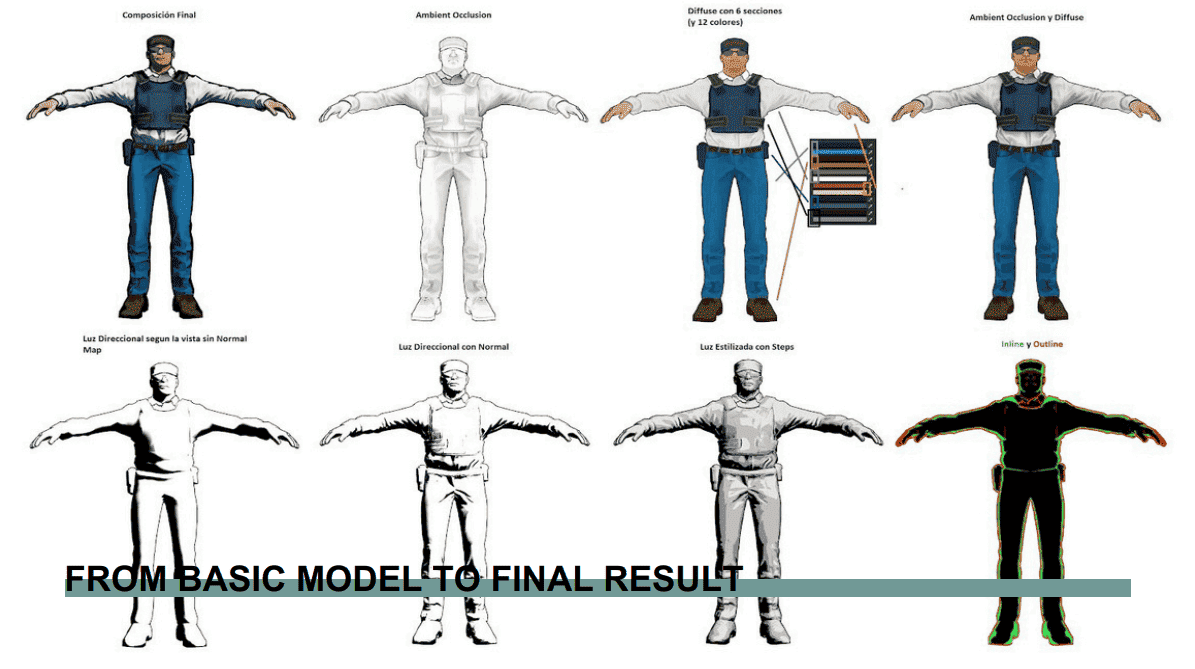 Composición Final
Ambient Occlusion
Diffuse con 6 secciones
(y 12 colores)
Ambient Occlusion y Diffuse
Luz Direccional segun la vista sin Normal
Map
Luz Direccional con Normal
Luz Estilizada con Steps
Inline y Outline
FROM BASIC MODEL TO FINAL RESULT